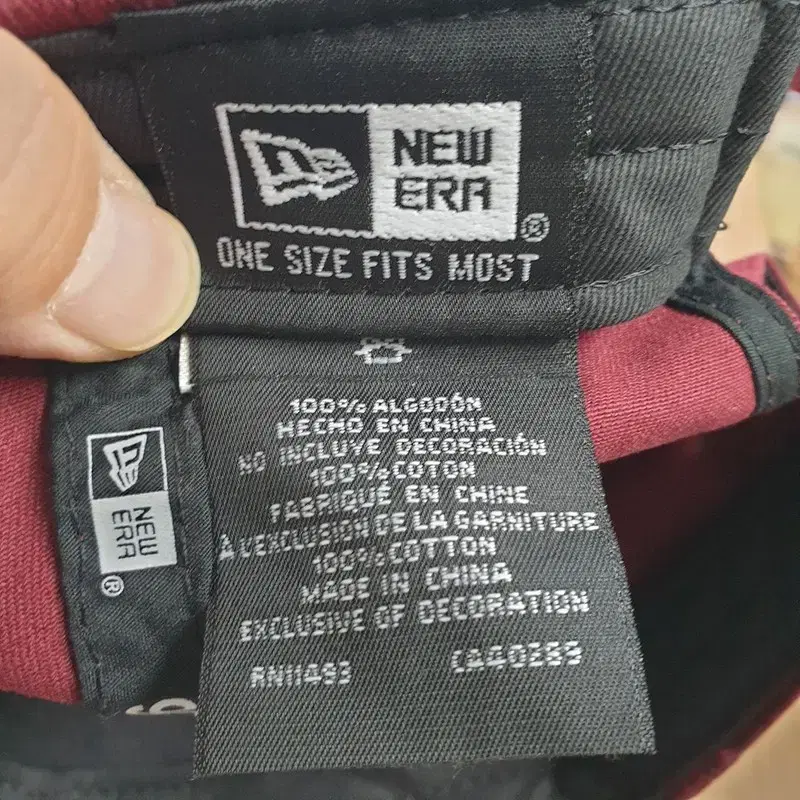 NEW
ERA
®
ONE SIZE FITS MOST
100% ALGODÓN
HECHO EN CHINA
NO INCLUYE DECORACIÓN
100% COTON
FABRIQUÉ EN CHINE
À L'EXCLUSION DE LA GARNITURE
100% COTTON
MADE IN CHINA
EXCLUSIVE OF DECORATION
RN11493 CA40289
NEW
ERA
®